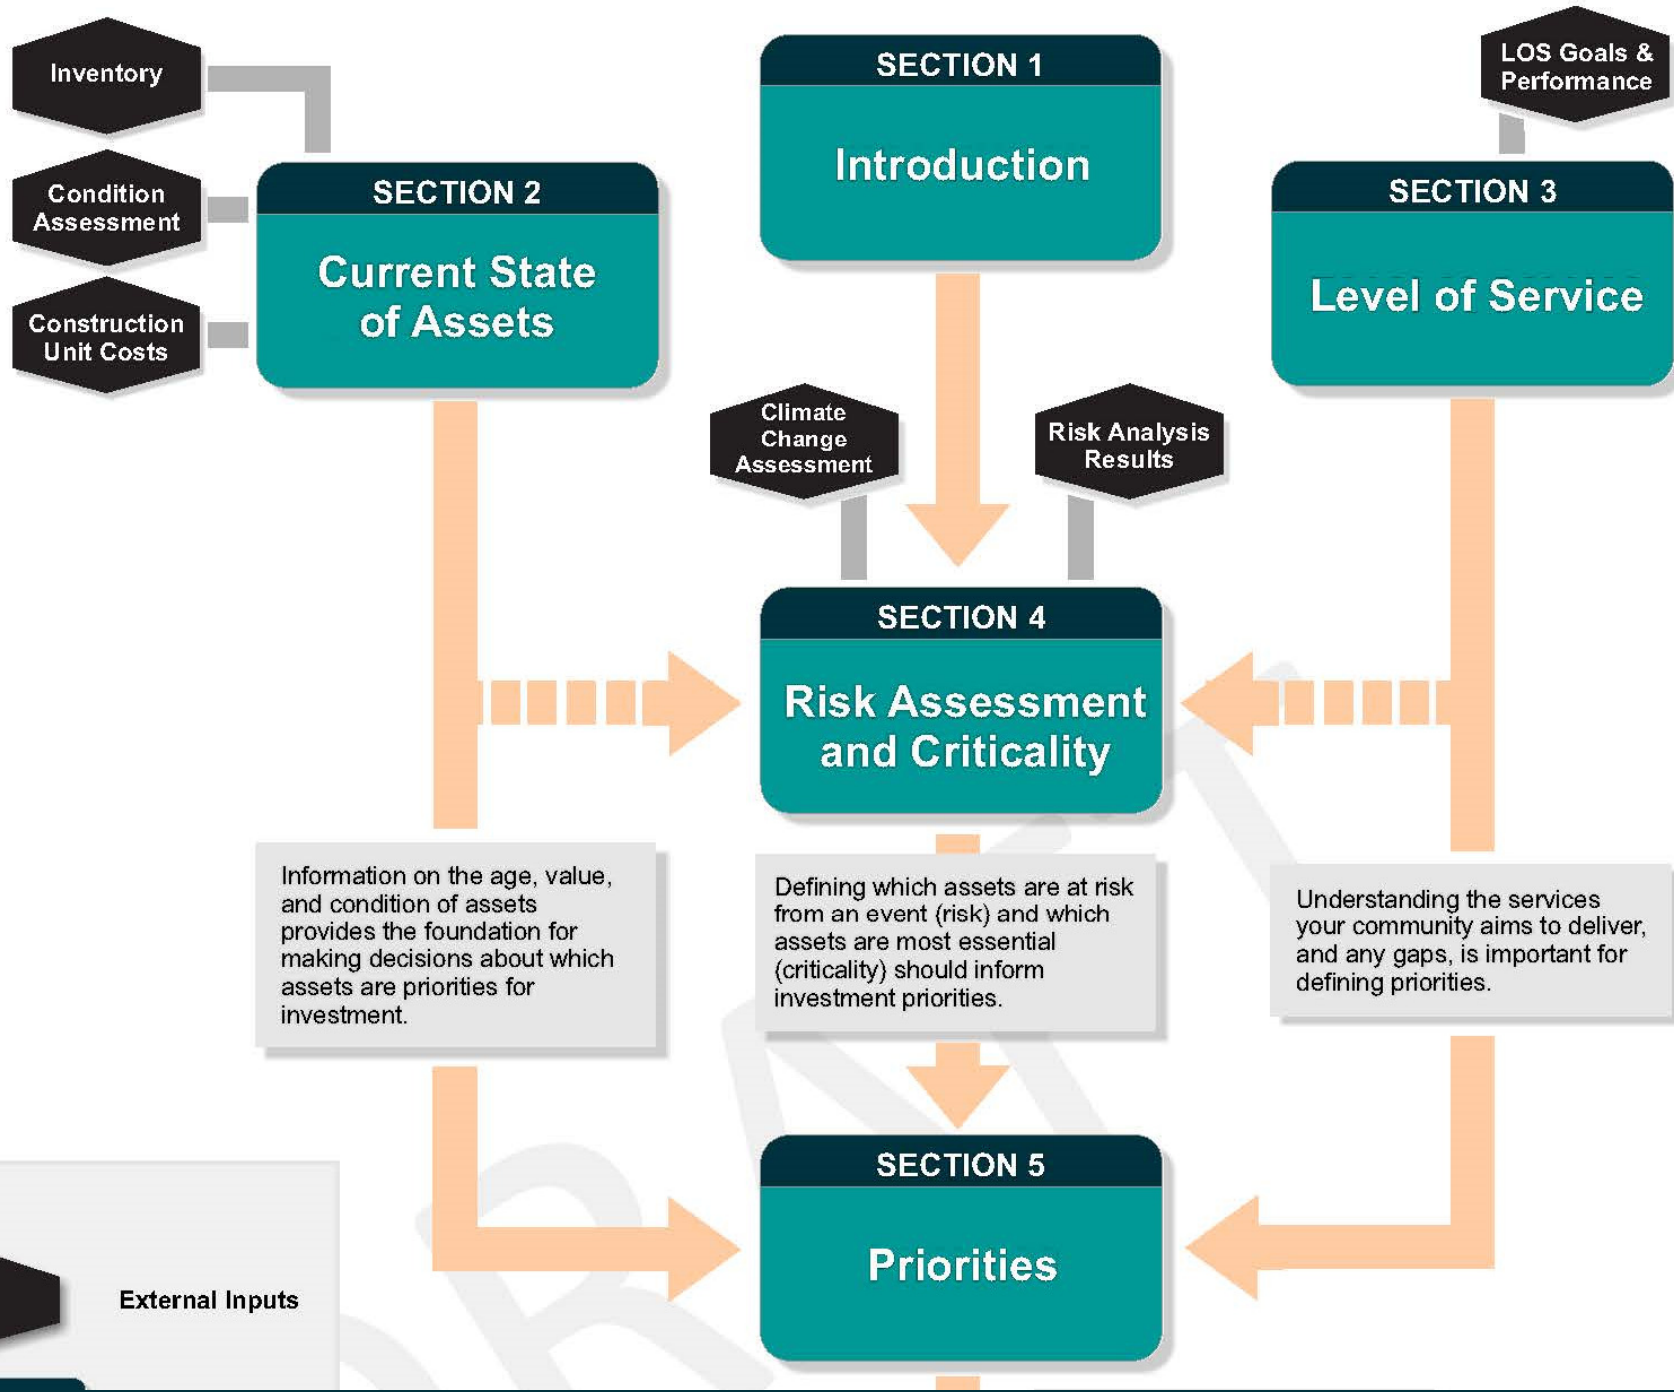 Inventory
Condition
Assessment
Construction
Unit Costs
SECTION 1
Introduction
LOS Goals &
Performance
SECTION 2
Current State
of Assets
SECTION 3
Level of Service
Climate
Change
Assessment
Risk Analysis
Results
SECTION 4
Risk Assessment
and Criticality
Information on the age, value,
and condition of assets
provides the foundation for
making decisions about which
assets are priorities for
investment.
Defining which assets are at risk
from an event (risk) and which
assets are most essential
(criticality) should inform
investment priorities.
Understanding the services
your community aims to deliver,
and any gaps, is important for
defining priorities.
SECTION 5
Priorities
External Inputs
DRAFT